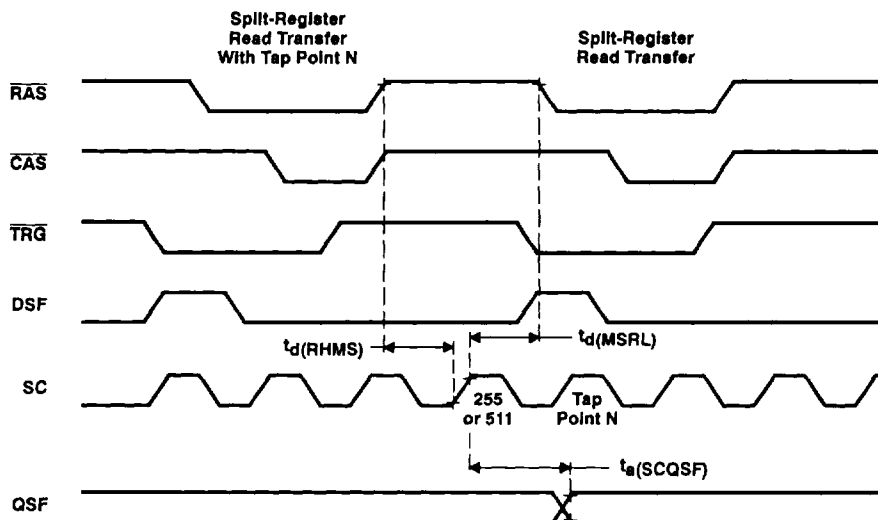 Split-Register
Read Transfer
With Tap Point N
Split-Register
Read Transfer
RAS
CAS
TRG
DSF
td(RHMS)
td(MSRL)
SC
255
or 511
Tap
Point N
ta(SCQSF)
QSF